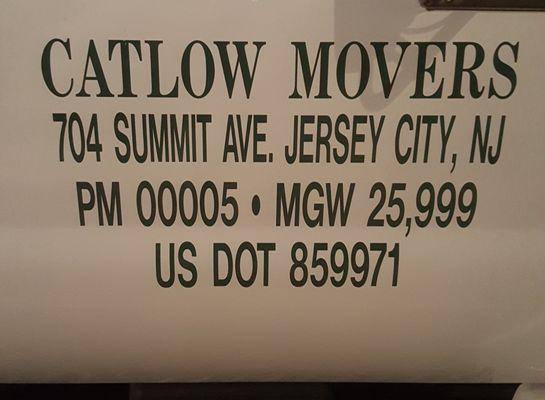 CATLOW MOVERS
704 SUMMIT AVE. JERSEY CITY, NJ
PM 00005 • MGW 25,999
US DOT 859971